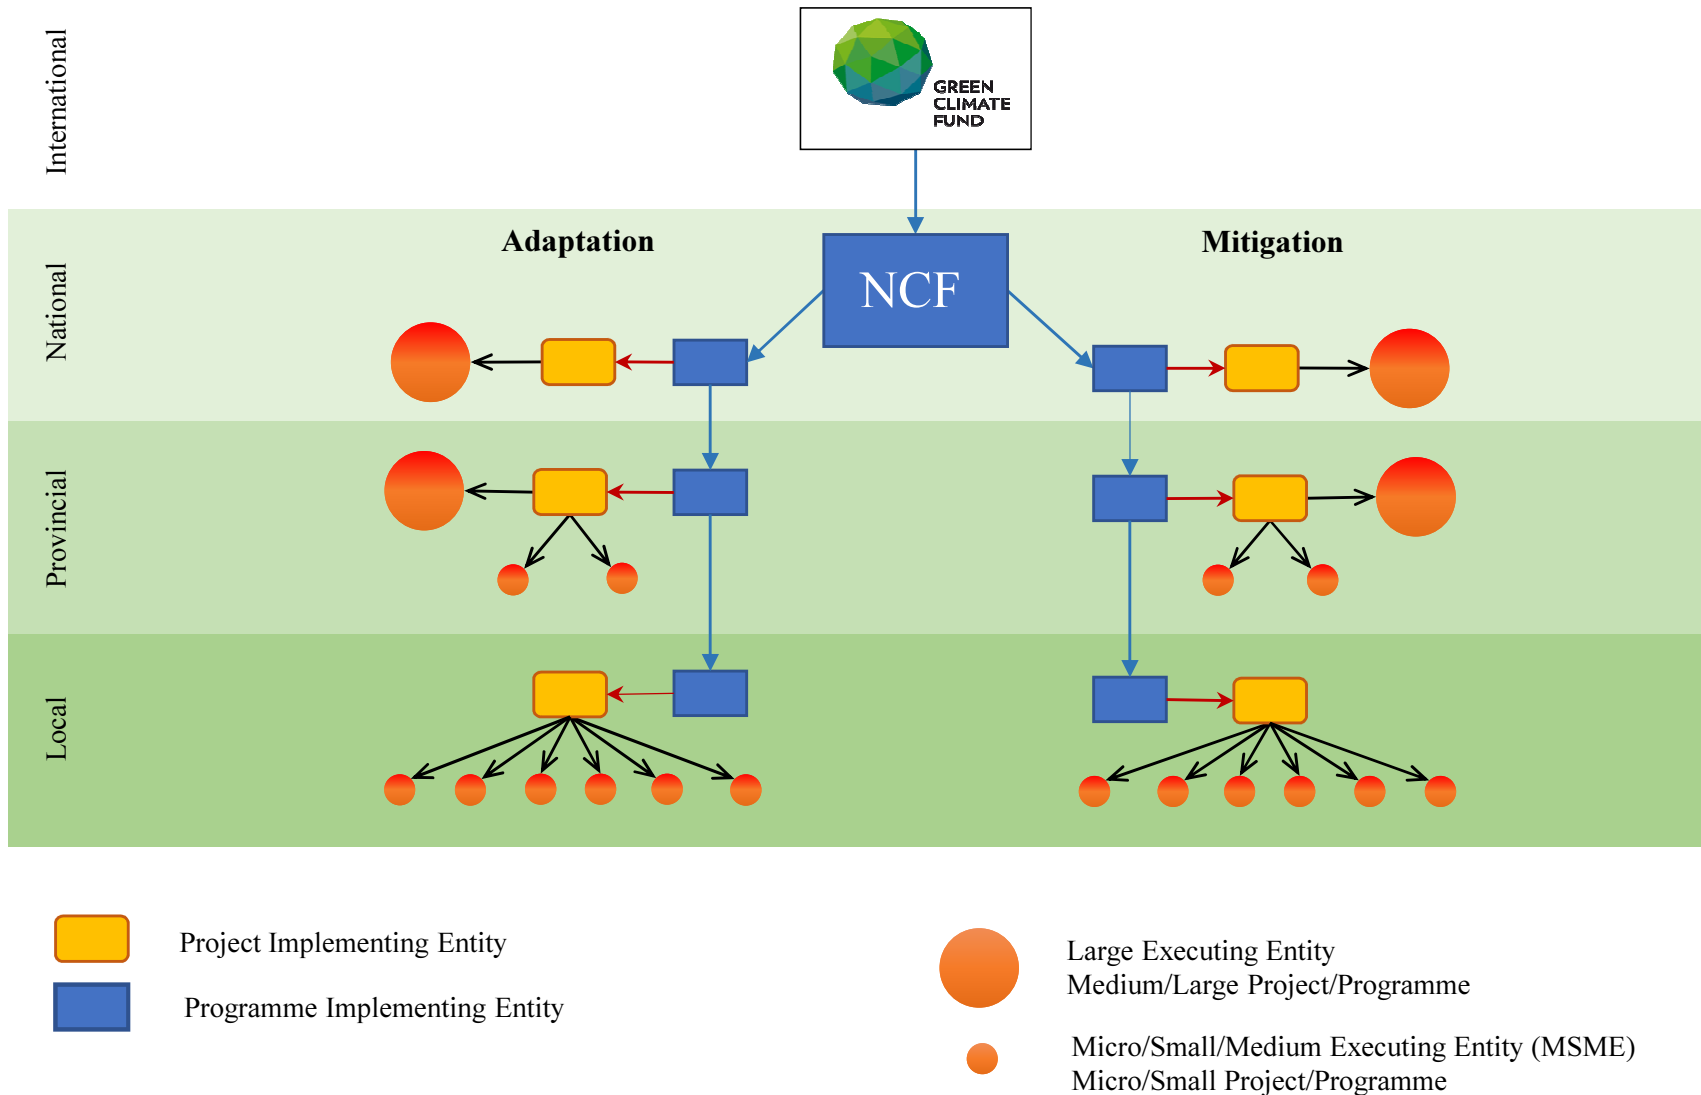 International
GREEN
CLIMATE
FUND
National
Adaptation
NCF
Mitigation
Provincial
Local
Project Implementing Entity
Programme Implementing Entity
Large Executing Entity
Medium/Large Project/Programme
Micro/Small/Medium Executing Entity (MSME)
Micro/Small Project/Programme